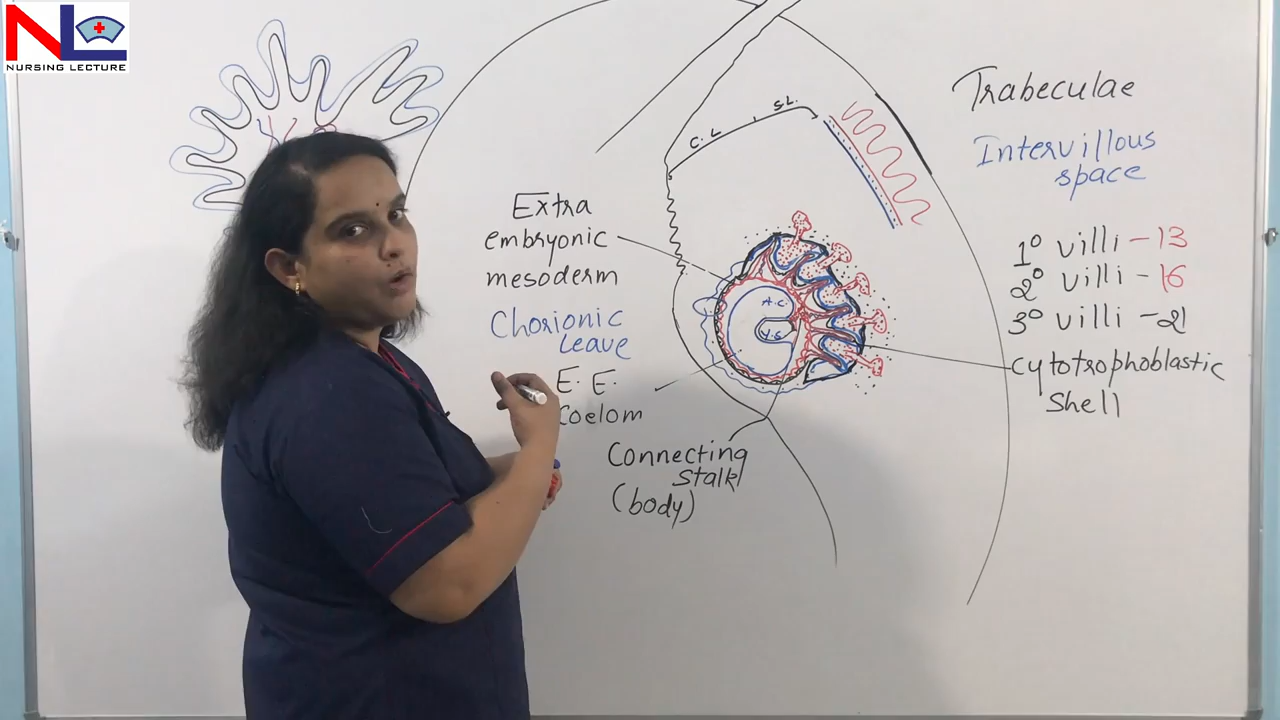 NL
NURSING LECTURE
Trabeculae
Intervillous
space
C.L
S.L.
Extra
embryonic
mesoderm
Chorionic
leave
E. E.
Coelom
Connecting
stalk
(body)
A.C.
Y.S.
1° villi - 13
2° villi - 16
3° villi - 21
Cytotrophoblastic
Shell